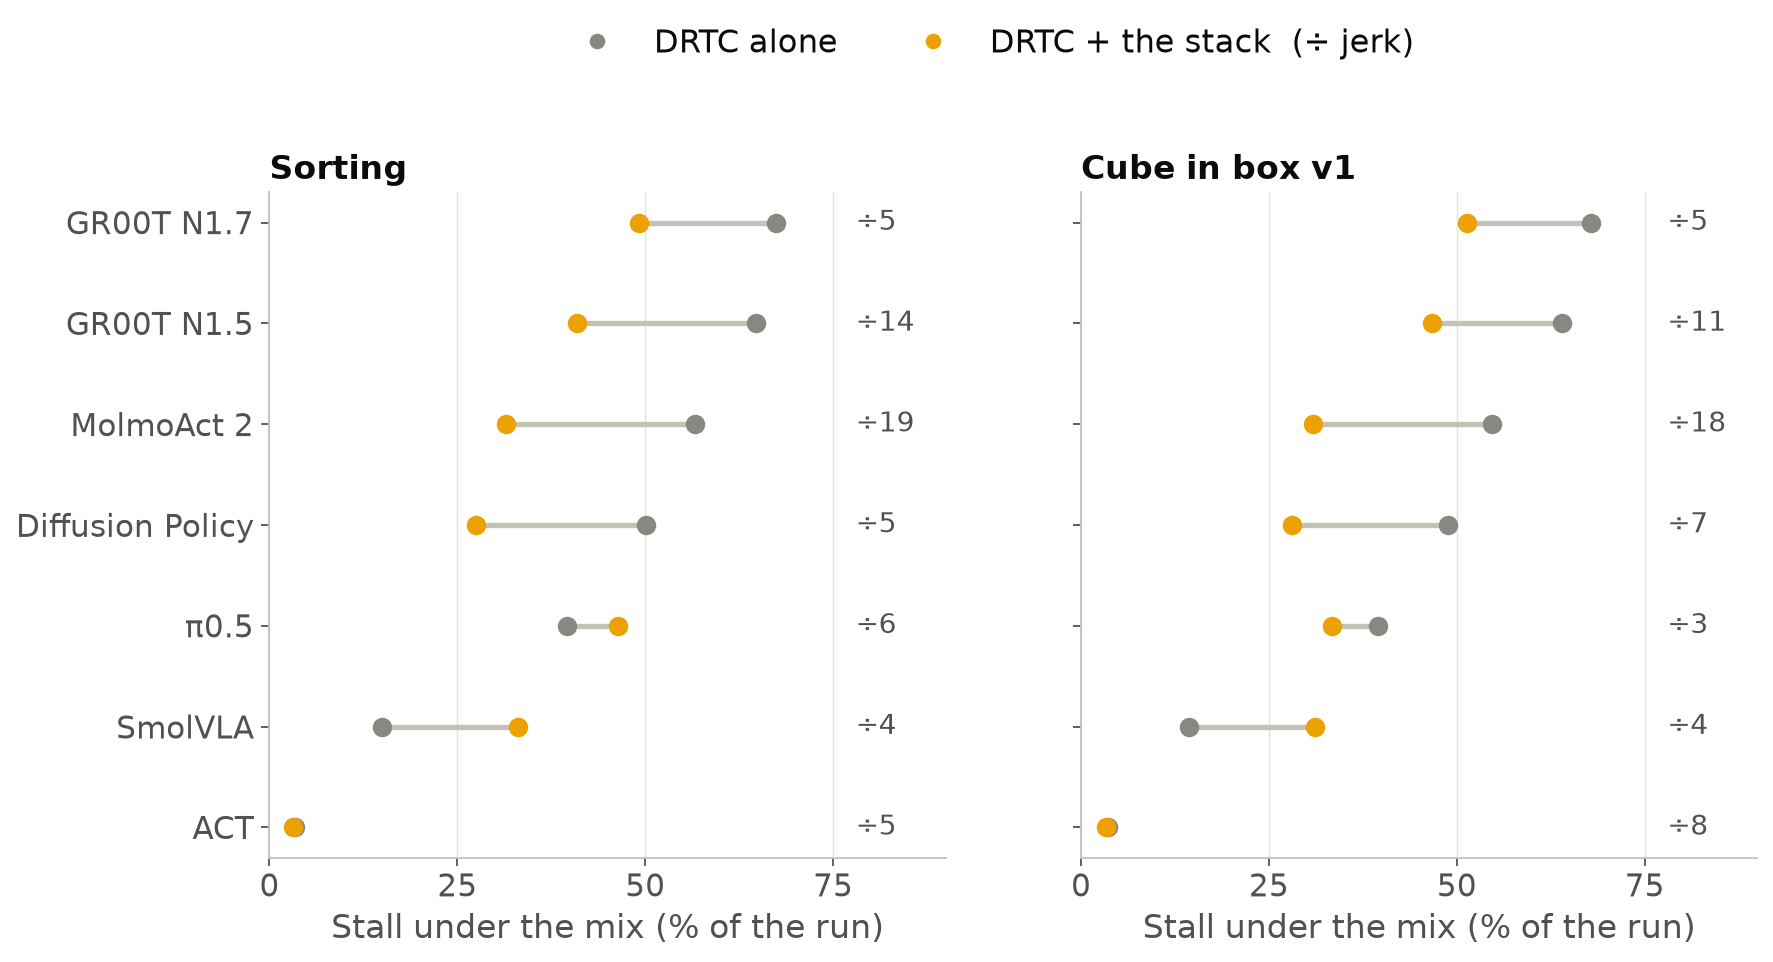 DRTC alone
DRTC + the stack (÷ jerk)
Sorting
GR00T N1.7
÷5
GR00T N1.5
÷14
MolmoAct 2
÷19
Diffusion Policy
÷5
π0.5
÷6
SmolVLA
÷4
ACT
÷5
0 25 50 75
Stall under the mix (% of the run)
Cube in box v1
÷5
÷11
÷18
÷7
÷3
÷4
÷8
0 25 50 75
Stall under the mix (% of the run)